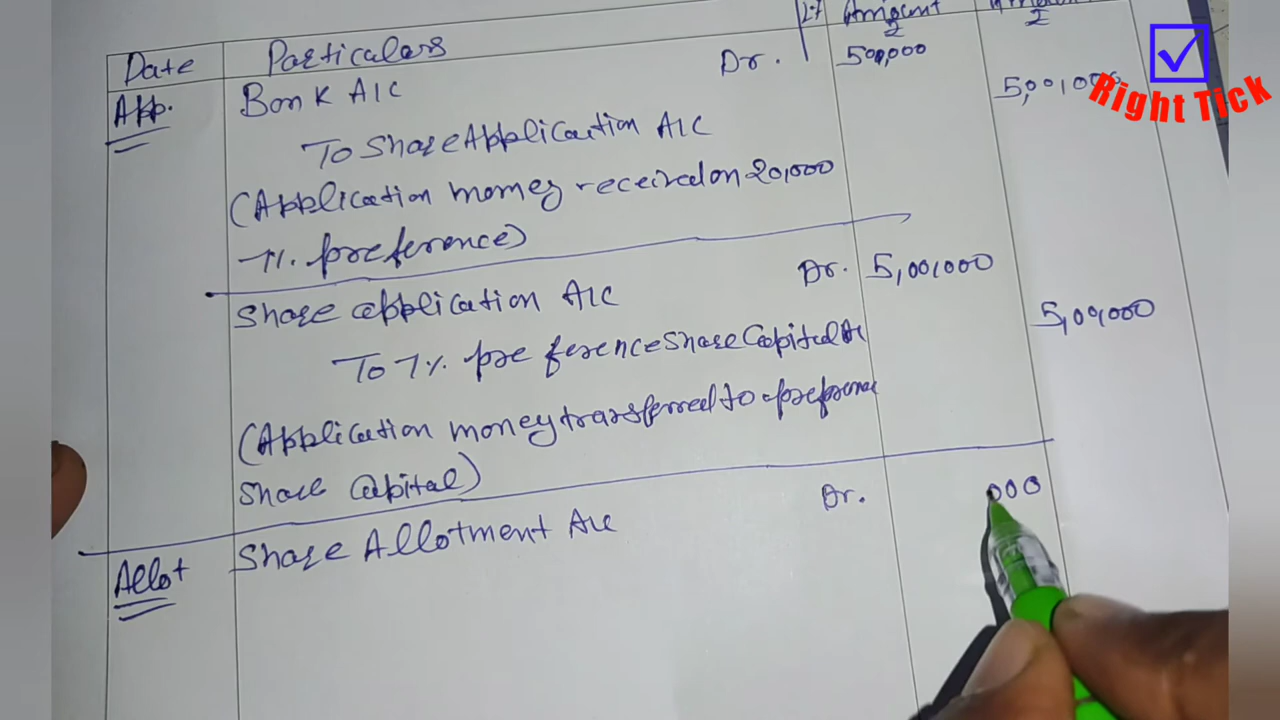 L.F Amount
₹ ₹
Date Particulars
App. Bank A/C Dr. 500,000
5,00,0
To Share Application A/C
(Application money received on 20,000
7%. preference)
Share application A/C Dr. 5,00,000
To 7%. preference Share Capital A/c 5,00,000
(Application money transferred to preference
Share Capital)
Allot Share Allotment A/c Dr. 000
Right Tick